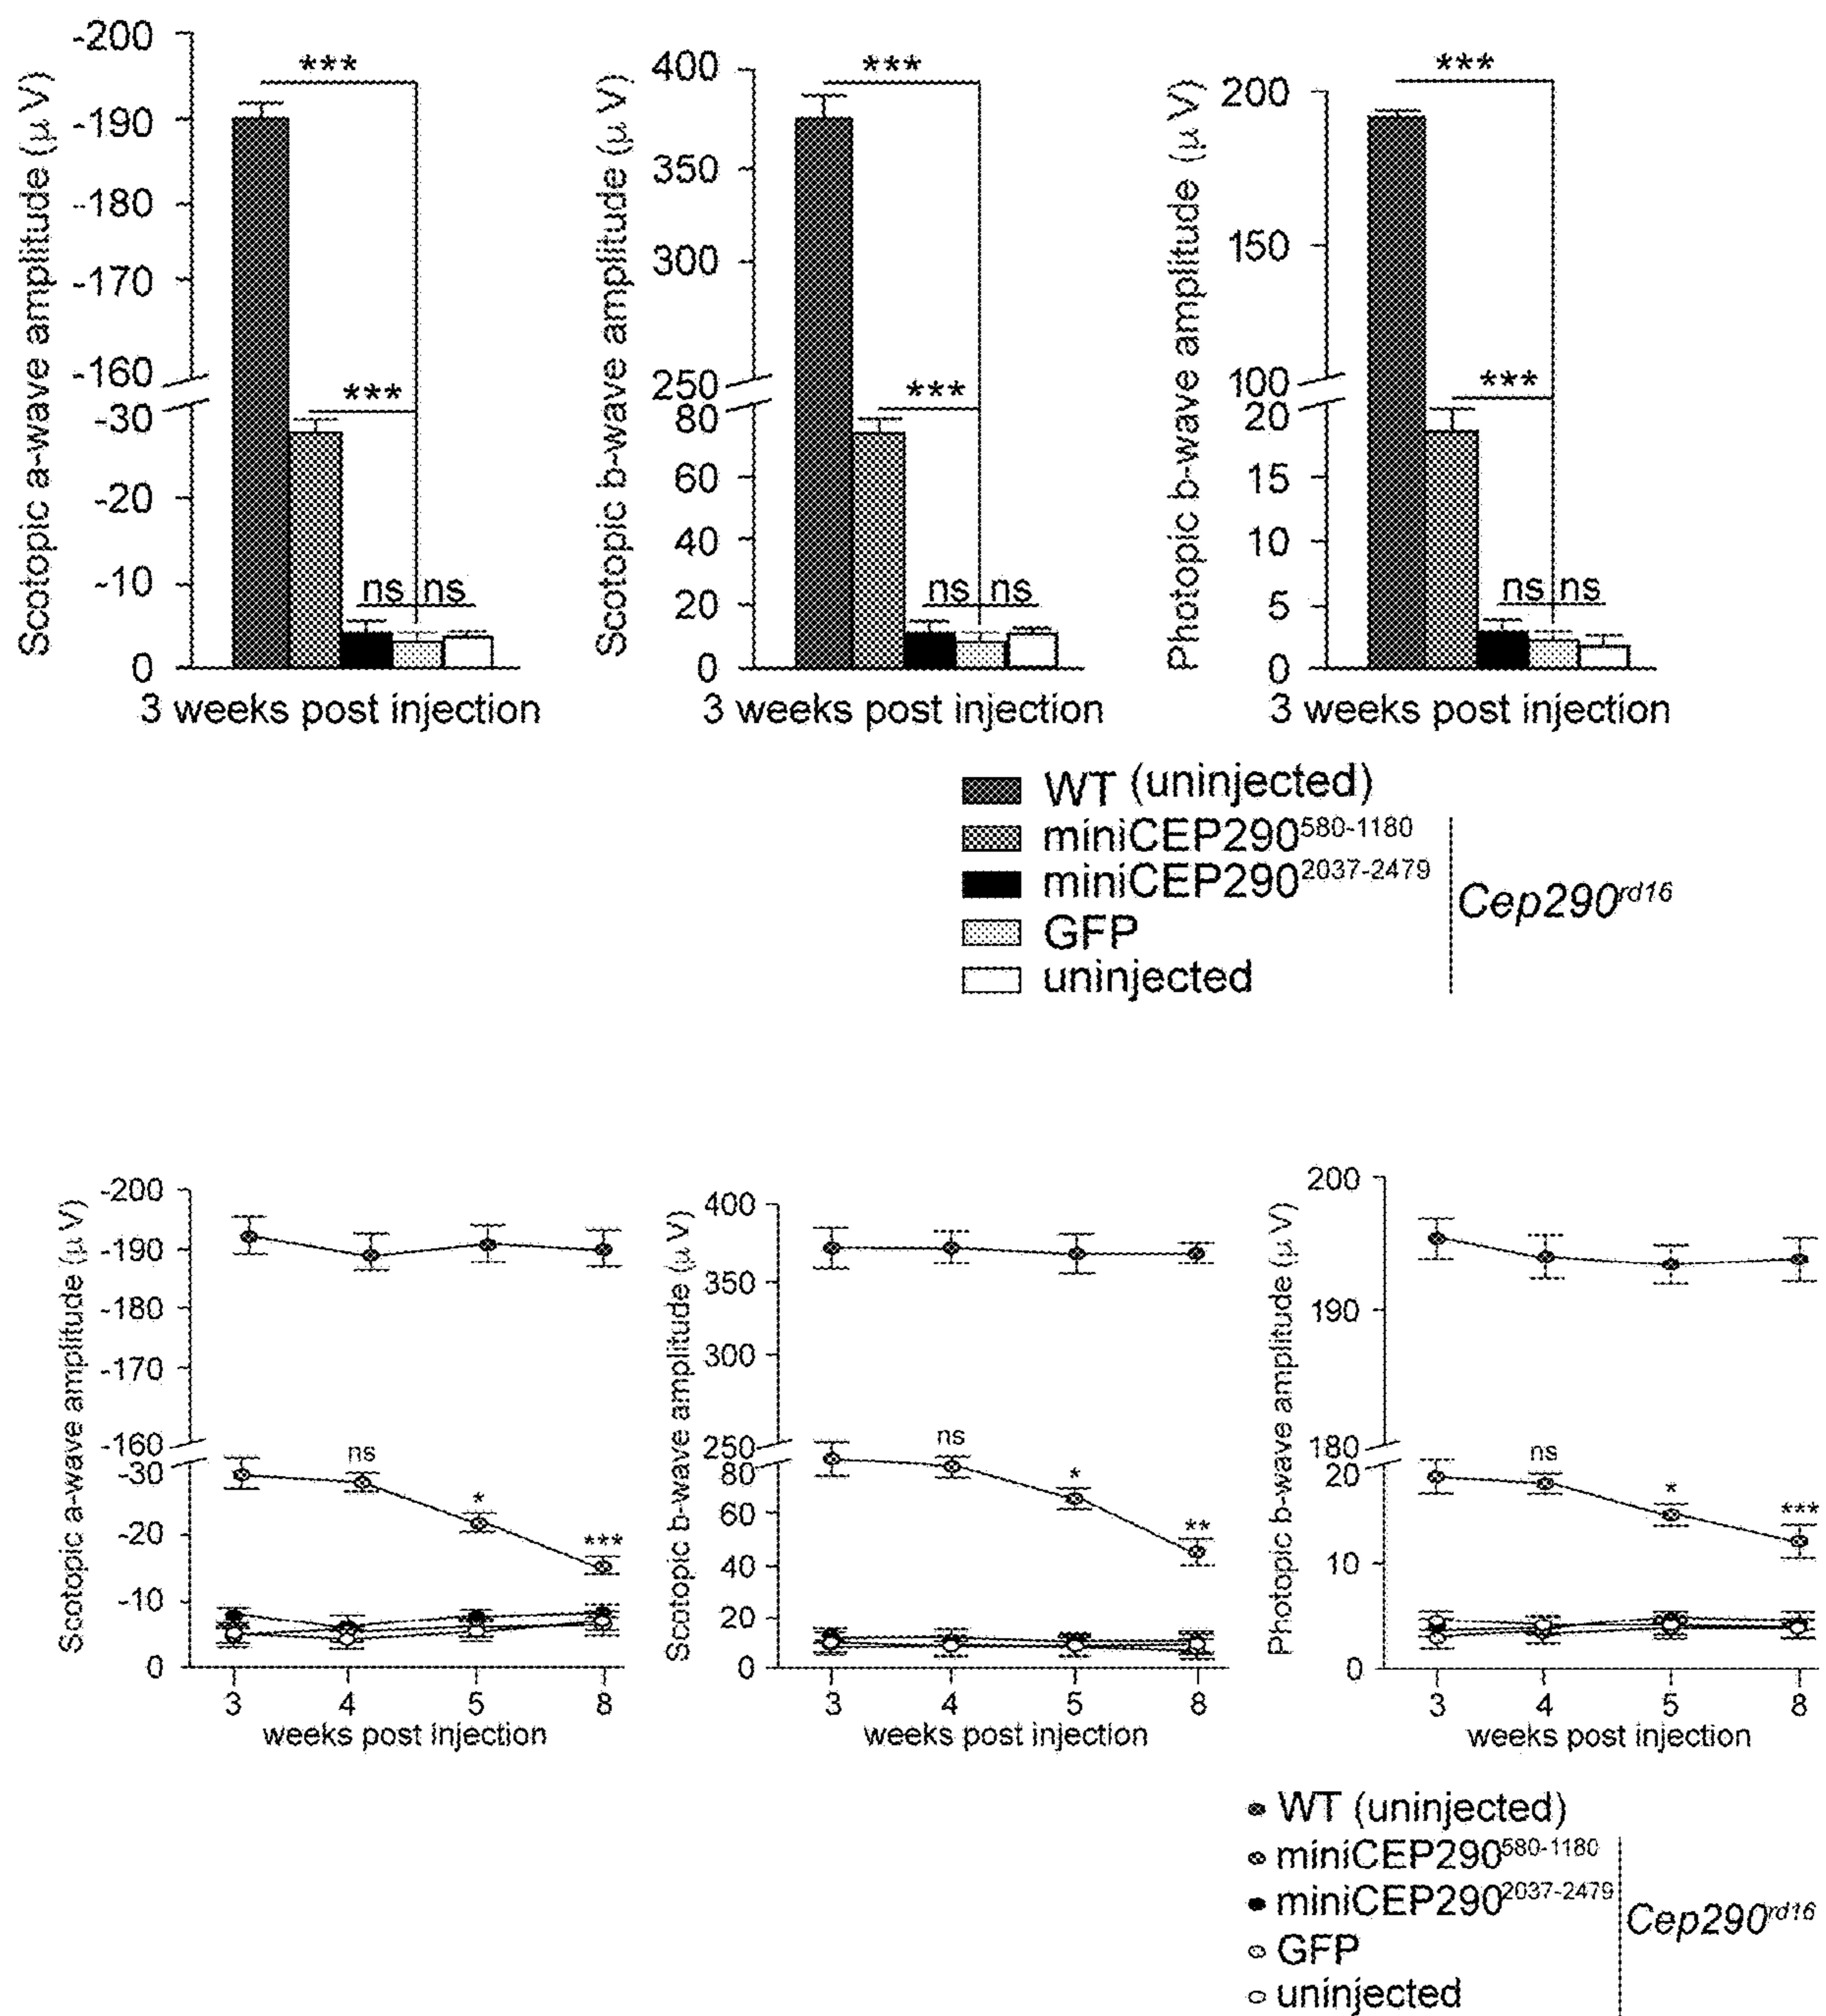 Scotopic a-wave amplitude (µ V)
-200
-190
-180
-170
-160
-30
-20
-10
0
***
***
ns ns
3 weeks post injection
Scotopic b-wave amplitude (µ V)
400
350
300
250
80
60
40
20
0
***
***
ns ns
3 weeks post injection
Photopic b-wave amplitude (µ V)
200
150
100
20
15
10
5
0
***
***
ns ns
3 weeks post injection
WT (uninjected)
miniCEP290580-1180
miniCEP2902037-2479
GFP
uninjected
Cep290rd16
Scotopic a-wave amplitude (µ V)
-200
-190
-180
-170
-160
-30
-20
-10
0
ns
*
***
3 4 5 8
weeks post injection
Scotopic b-wave amplitude (µ V)
400
350
300
250
80
60
40
20
0
ns
*
**
3 4 5 8
weeks post injection
Photopic b-wave amplitude (µ V)
200
190
180
20
10
0
ns
*
***
3 4 5 8
weeks post injection
WT (uninjected)
miniCEP290580-1180
miniCEP2902037-2479
GFP
uninjected
Cep290rd16